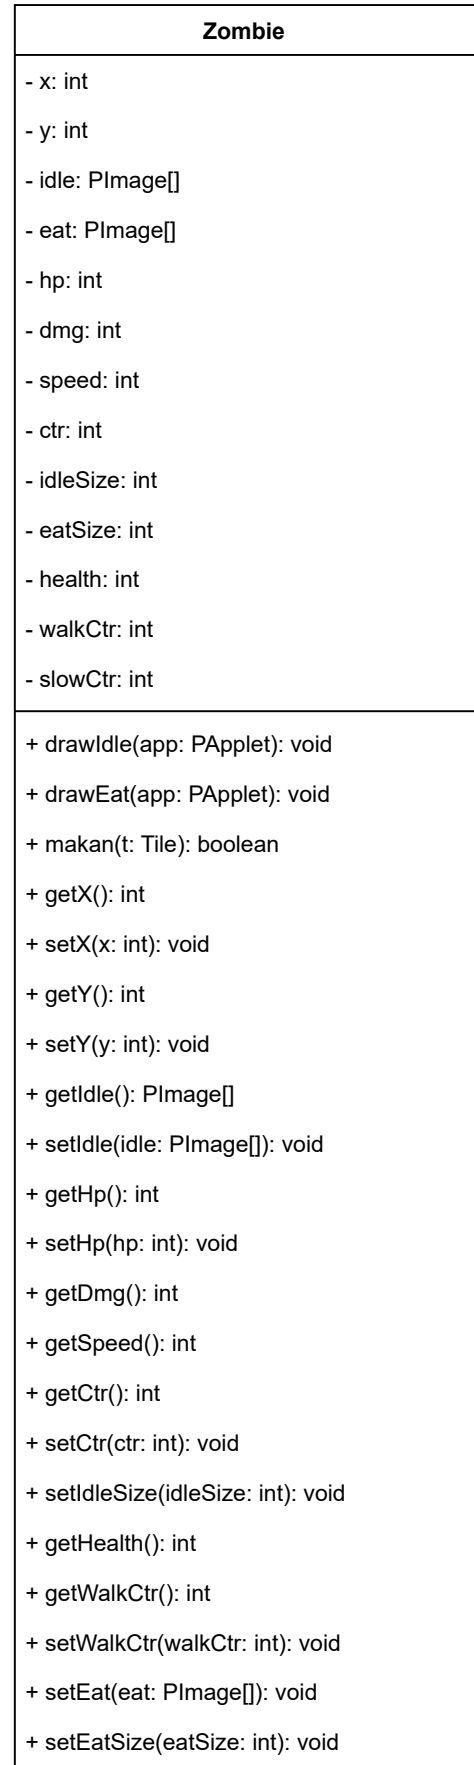 Zombie
- x: int
- y: int
- idle: PImage[]
- eat: PImage[]
- hp: int
- dmg: int
- speed: int
- ctr: int
- idleSize: int
- eatSize: int
- health: int
- walkCtr: int
- slowCtr: int
+ drawIdle(app: PApplet): void
+ drawEat(app: PApplet): void
+ makan(t: Tile): boolean
+ getX(): int
+ setX(x: int): void
+ getY(): int
+ setY(y: int): void
+ getIdle(): PImage[]
+ setIdle(idle: PImage[]): void
+ getHp(): int
+ setHp(hp: int): void
+ getDmg(): int
+ getSpeed(): int
+ getCtr(): int
+ setCtr(ctr: int): void
+ setIdleSize(idleSize: int): void
+ getHealth(): int
+ getWalkCtr(): int
+ setWalkCtr(walkCtr: int): void
+ setEat(eat: PImage[]): void
+ setEatSize(eatSize: int): void